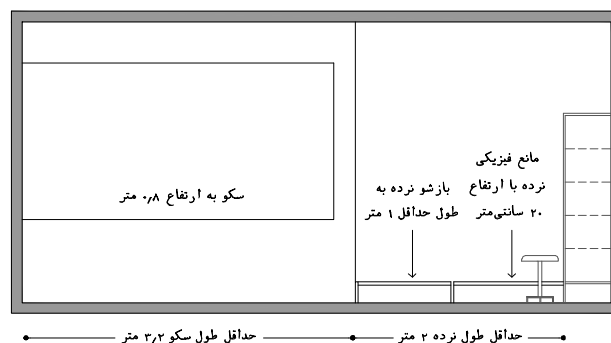 مانع فیزیکی
نرده با ارتفاع
۲۰ سانتی‌متر
بازشو نرده به
طول حداقل ۱ متر
سکو به ارتفاع ۰٫۸ متر
حداقل طول نرده ۲ متر
حداقل طول سکو ۳٫۲ متر